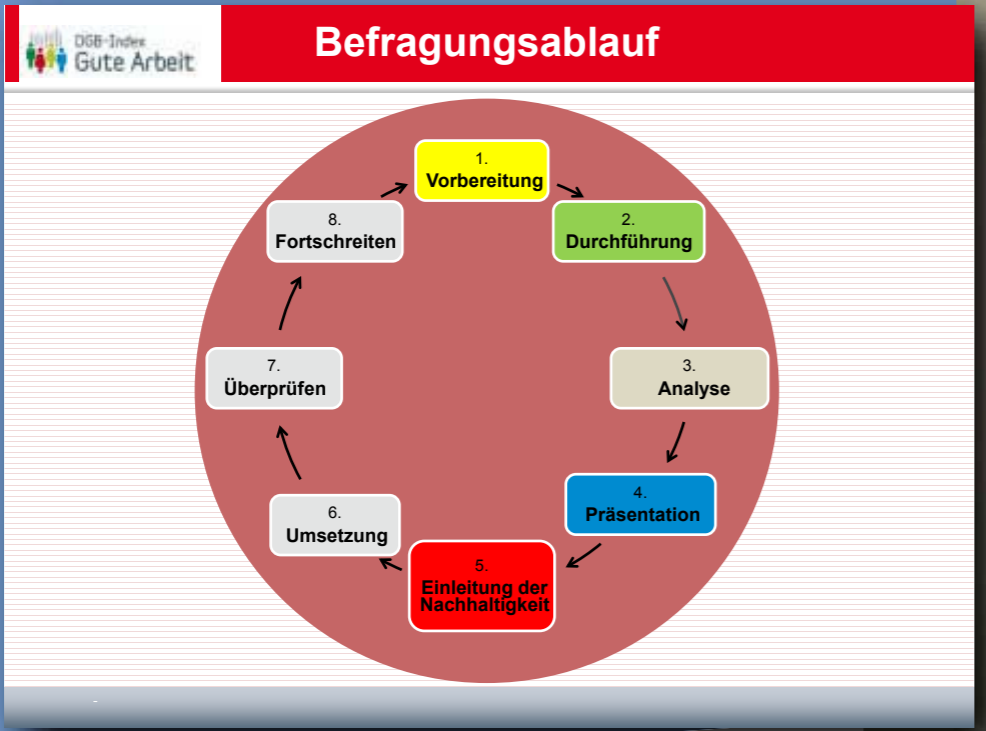 DGB-Index
Gute Arbeit
Befragungsablauf
1.
Vorbereitung
2.
Durchführung
3.
Analyse
4.
Präsentation
5.
Einleitung der
Nachhaltigkeit
6.
Umsetzung
7.
Überprüfen
8.
Fortschreiten
-